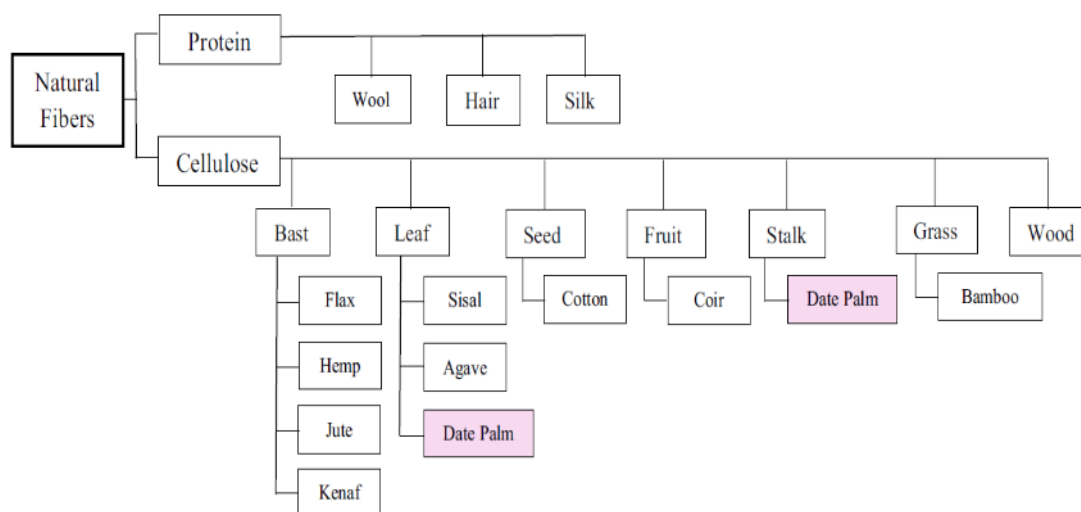 Natural
Fibers
Protein
Wool
Hair
Silk
Cellulose
Bast
Leaf
Seed
Fruit
Stalk
Grass
Wood
Flax
Hemp
Jute
Kenaf
Sisal
Agave
Date Palm
Cotton
Coir
Date Palm
Bamboo